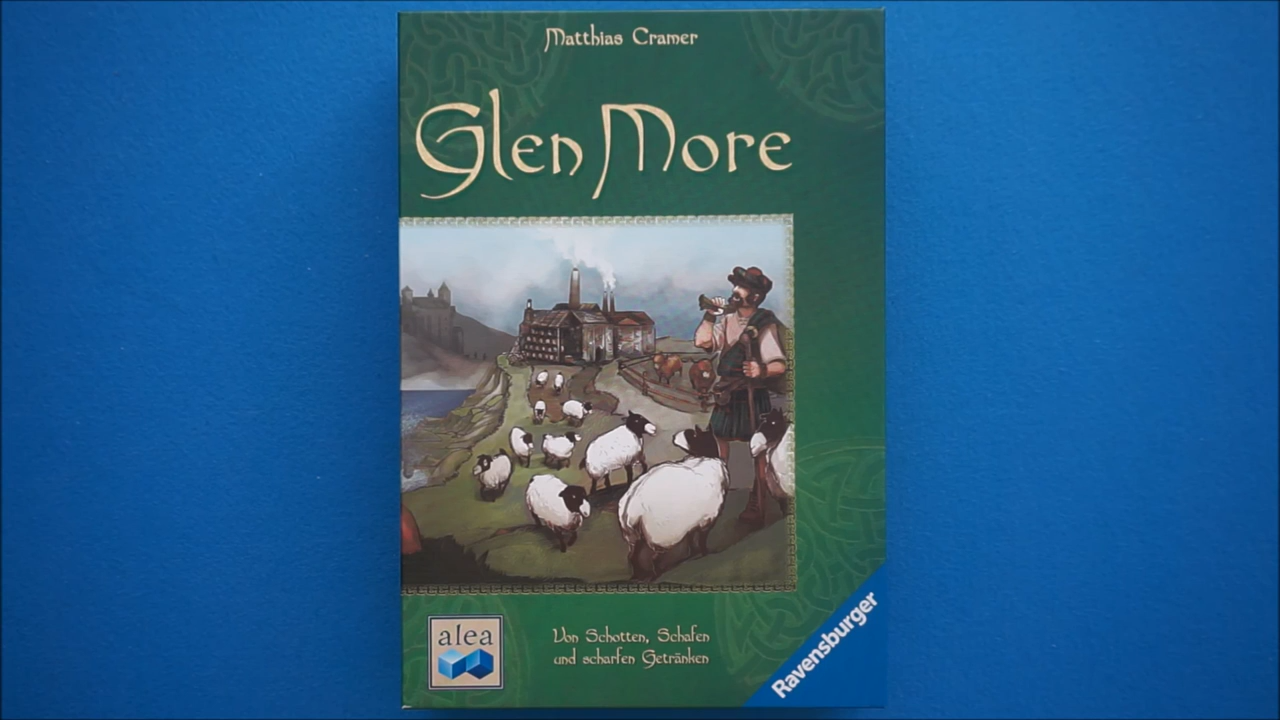 Matthias Cramer
Glen More
alea
Von Schotten, Schafen
und scharfen Getränken
Ravensburger